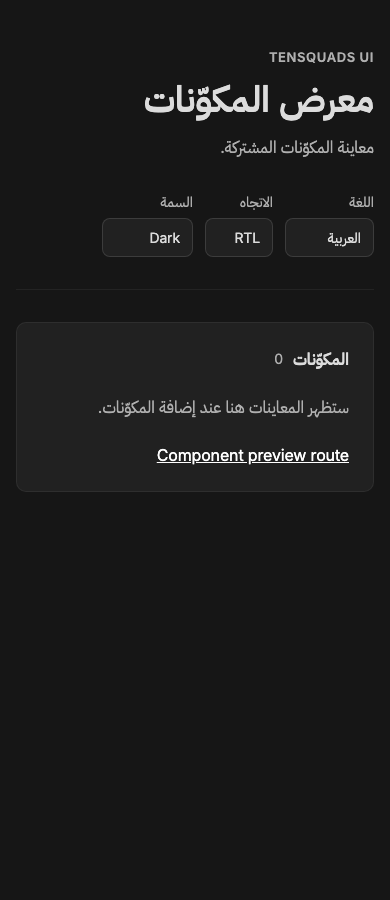 TENSQUADS UI
معرض المكوّنات
معاينة المكوّنات المشتركة.
اللغة الاتجاه السمة
العربية RTL Dark
المكوّنات 0
ستظهر المعاينات هنا عند إضافة المكوّنات.
Component preview route